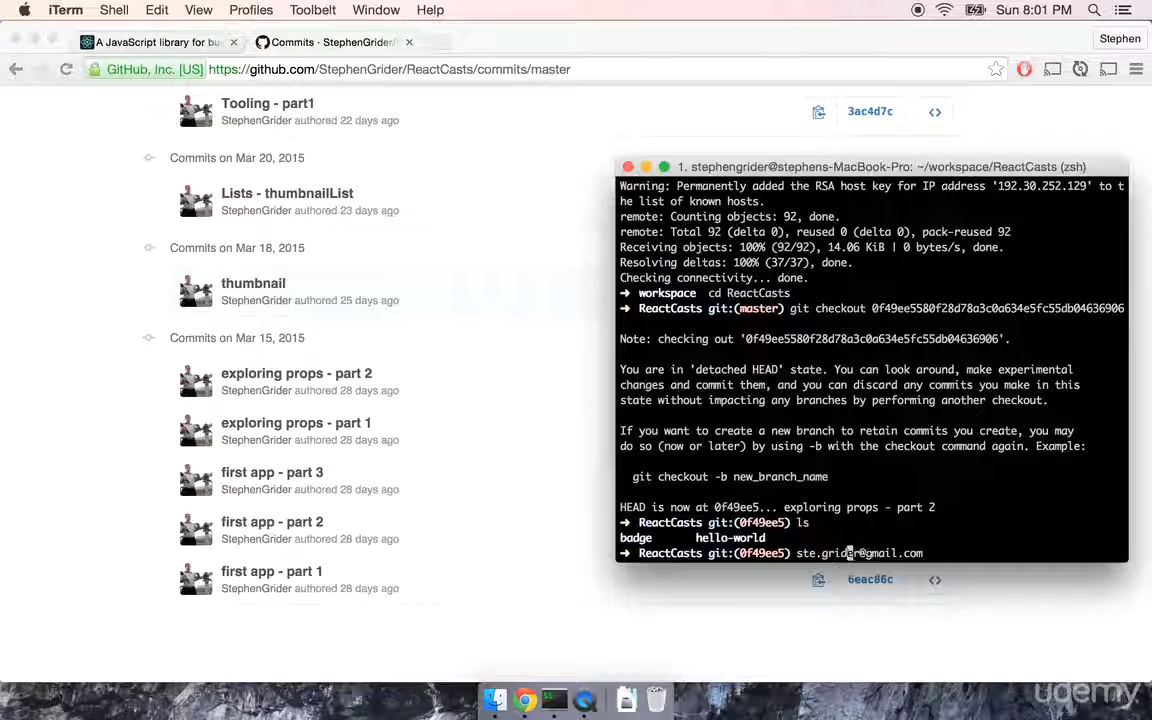 iTerm Shell Edit View Profiles Toolbelt Window Help Sun 8:01 PM
A JavaScript library for bu × Commits · StephenGrider/ × Stephen
GitHub, Inc. [US] https://github.com/StephenGrider/ReactCasts/commits/master
Tooling - part1
StephenGrider authored 22 days ago
3ac4d7c
Commits on Mar 20, 2015
Lists - thumbnailList
StephenGrider authored 23 days ago
Commits on Mar 18, 2015
thumbnail
StephenGrider authored 25 days ago
Commits on Mar 15, 2015
exploring props - part 2
StephenGrider authored 28 days ago
exploring props - part 1
StephenGrider authored 28 days ago
first app - part 3
StephenGrider authored 28 days ago
first app - part 2
StephenGrider authored 28 days ago
first app - part 1
StephenGrider authored 28 days ago
1. stephengrider@stephens-MacBook-Pro: ~/workspace/ReactCasts (zsh)
Warning: Permanently added the RSA host key for IP address '192.30.252.129' to t
he list of known hosts.
remote: Counting objects: 92, done.
remote: Total 92 (delta 0), reused 0 (delta 0), pack-reused 92
Receiving objects: 100% (92/92), 14.06 KiB | 0 bytes/s, done.
Resolving deltas: 100% (37/37), done.
Checking connectivity... done.
➜ workspace cd ReactCasts
➜ ReactCasts git:(master) git checkout 0f49ee5580f28d78a3c0a634e5fc55db04636906
Note: checking out '0f49ee5580f28d78a3c0a634e5fc55db04636906'.
You are in 'detached HEAD' state. You can look around, make experimental
changes and commit them, and you can discard any commits you make in this
state without impacting any branches by performing another checkout.
If you want to create a new branch to retain commits you create, you may
do so (now or later) by using -b with the checkout command again. Example:
git checkout -b new_branch_name
HEAD is now at 0f49ee5... exploring props - part 2
➜ ReactCasts git:(0f49ee5) ls
badge hello-world
➜ ReactCasts git:(0f49ee5) ste.grider@gmail.com
6eac86c
udemy